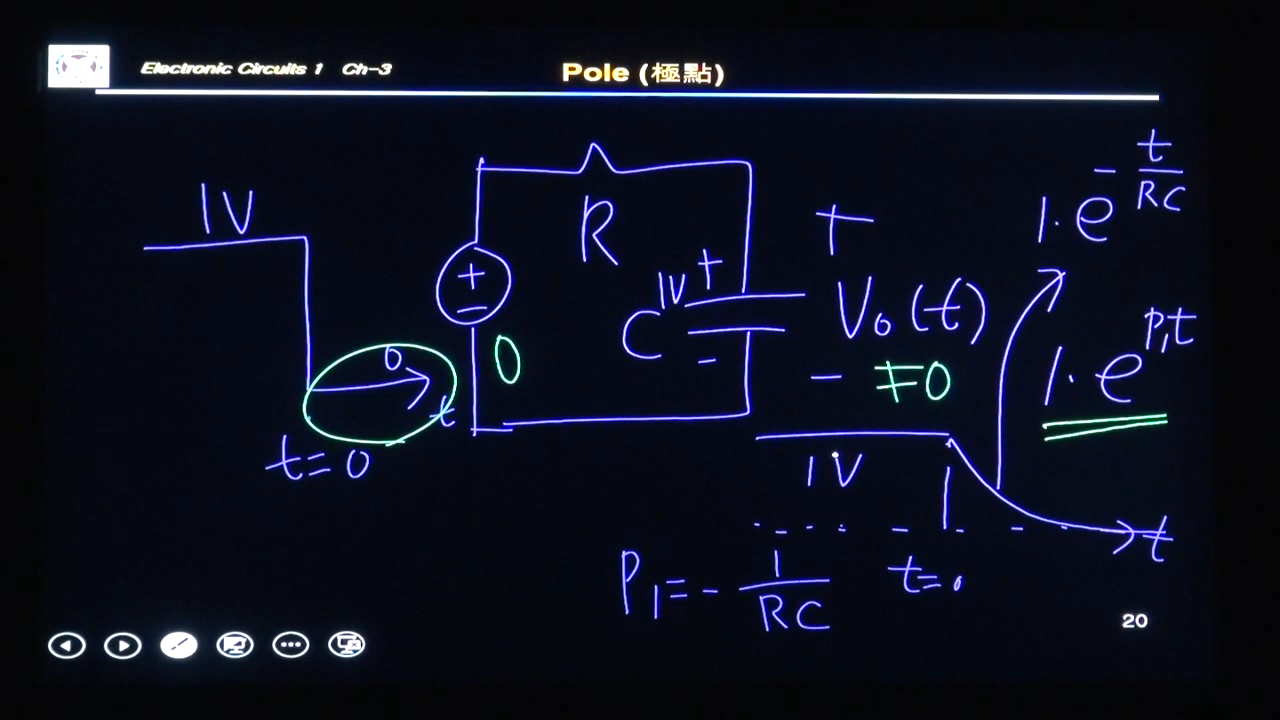 Electronic Circuits 1 Ch-3
Pole (極點)
1V
0
t
t=0
+
−
0
R
C
1V
+
-
+
V₀(t)
-
≠0
1·e^(-t/RC)
1·e^(p₁t)
1V
t
t=0
P₁=-1/RC
20